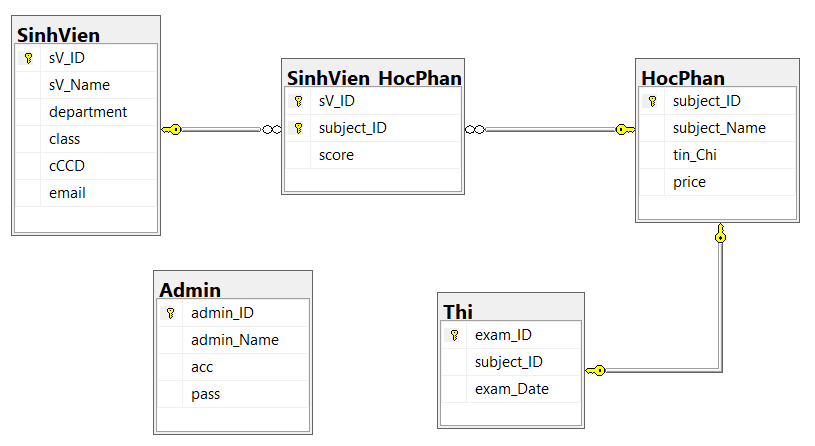 SinhVien
sV_ID
sV_Name
department
class
cCCD
email
SinhVien_HocPhan
sV_ID
subject_ID
score
HocPhan
subject_ID
subject_Name
tin_Chi
price
Admin
admin_ID
admin_Name
acc
pass
Thi
exam_ID
subject_ID
exam_Date